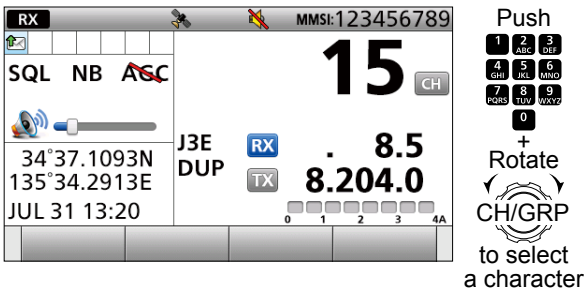 RX MMSI:123456789
SQL NB AGC
15 CH
34°37.1093N
135°34.2913E
JUL 31 13:20
J3E RX . 8.5
DUP TX 8.204.0
0 1 2 3 4A
Push
1 2 ABC 3 DEF
4 GHI 5 JKL 6 MNO
7 PQRS 8 TUV 9 WXYZ
0
+
Rotate
CH/GRP
to select
a character